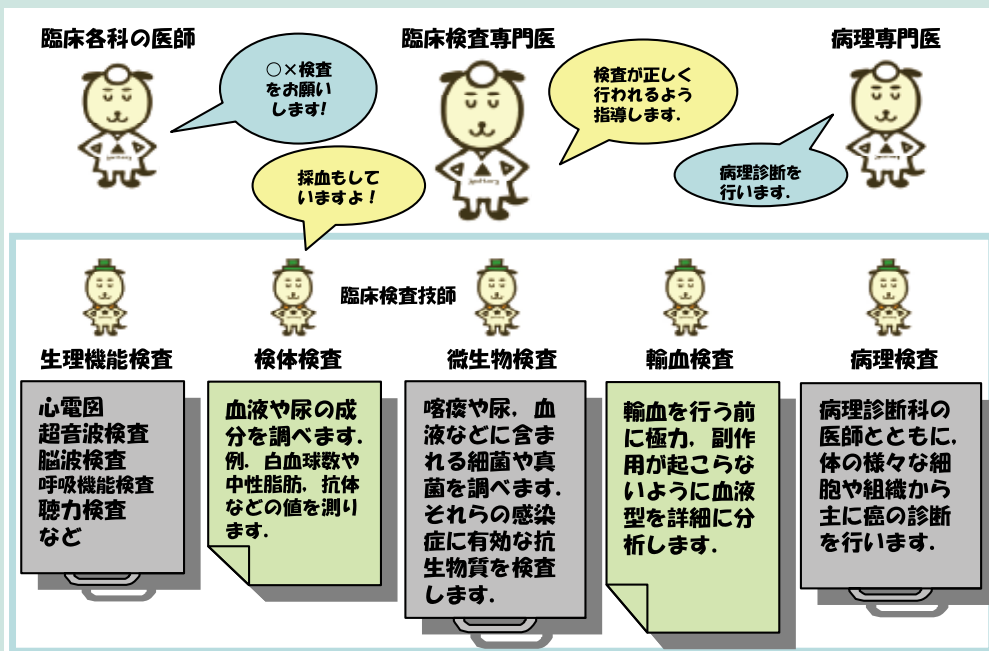 臨床各科の医師
臨床検査専門医
病理専門医
○×検査
をお願い
します!
検査が正しく
行われるよう
指導します.
採血もして
いますよ！
病理診断を
行います.
臨床検査技師
生理機能検査
心電図
超音波検査
脳波検査
呼吸機能検査
聴力検査
など
検体検査
血液や尿の成
分を調べます.
例．白血球数や
中性脂肪，抗体
などの値を測り
ます.
微生物検査
喀痰や尿，血
液などに含ま
れる細菌や真
菌を調べます.
それらの感染
症に有効な抗
生物質を検査
します.
輸血検査
輸血を行う前
に極力，副作
用が起こらな
いように血液
型を詳細に分
析します.
病理検査
病理診断科の
医師とともに，
体の様々な細
胞や組織から
主に癌の診断
を行います.